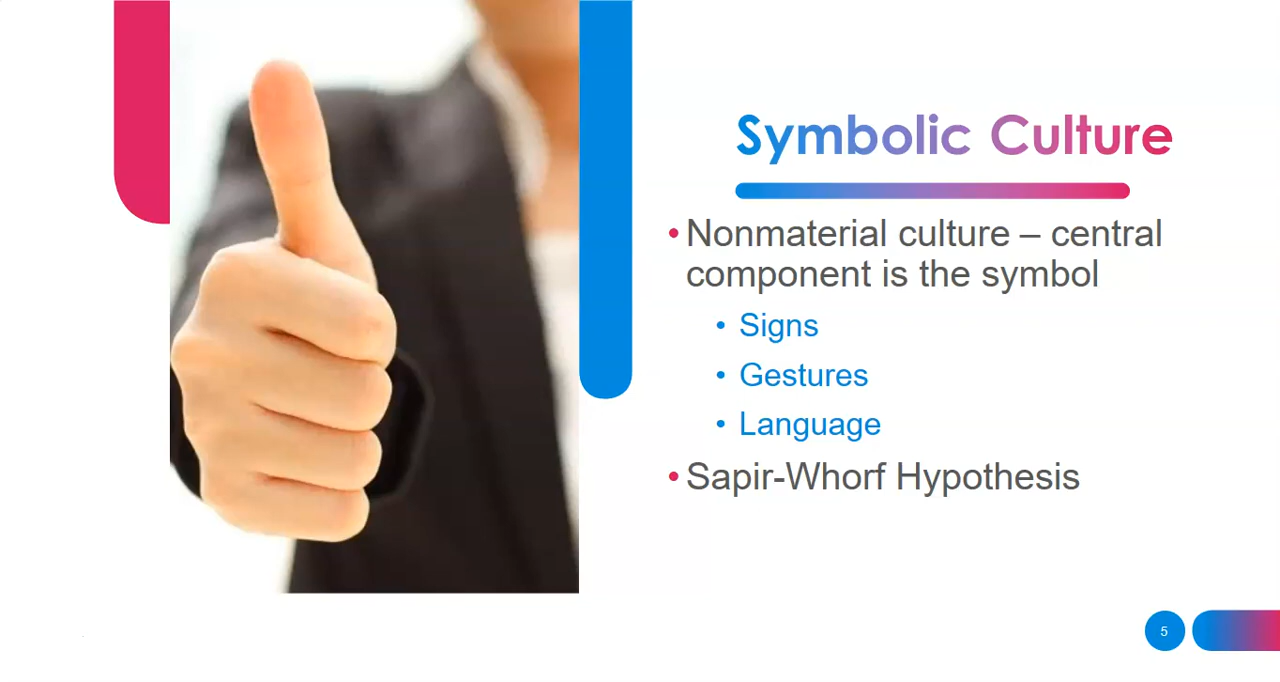 Symbolic Culture
• Nonmaterial culture – central
component is the symbol
• Signs
• Gestures
• Language
• Sapir-Whorf Hypothesis
5